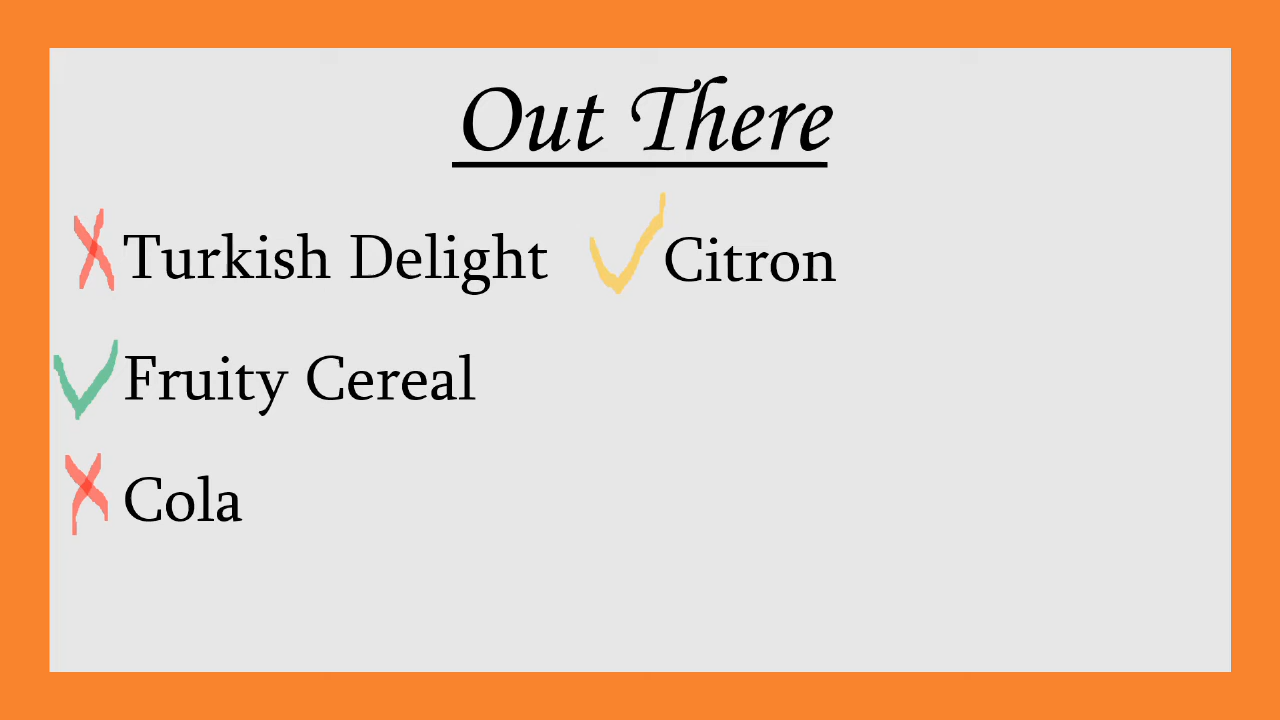 Out There
Turkish Delight
Fruity Cereal
Cola
Citron